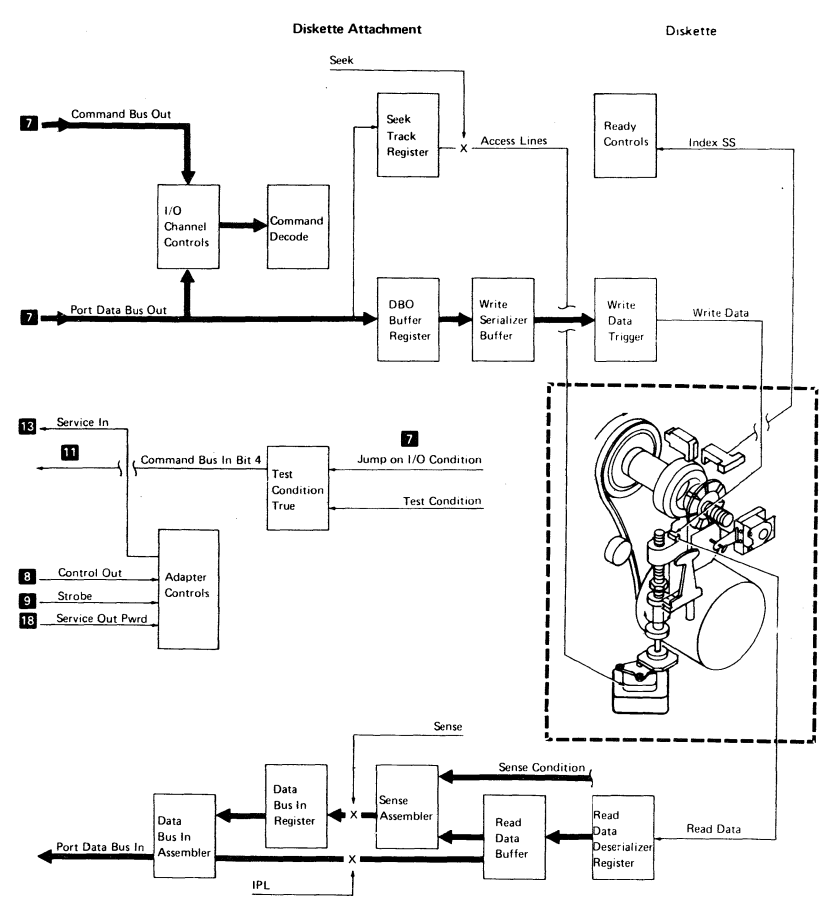 Diskette Attachment
Diskette
Seek
7
Command Bus Out
Seek
Track
Register
X
Access Lines
Ready
Controls
Index SS
I/O
Channel
Controls
Command
Decode
7
Port Data Bus Out
DBO
Buffer
Register
Write
Serializer
Buffer
Write
Data
Trigger
Write Data
13
Service In
11
Command Bus In Bit 4
Test
Condition
True
7
Jump on I/O Condition
Test Condition
8
Control Out
9
Strobe
18
Service Out Pwrd
Adapter
Controls
Sense
Sense Condition
Data
Bus In
Register
X
Sense
Assembler
Data
Bus In
Assembler
Read
Data
Buffer
Read
Data
Deserializer
Register
Read Data
Port Data Bus In
X
IPL